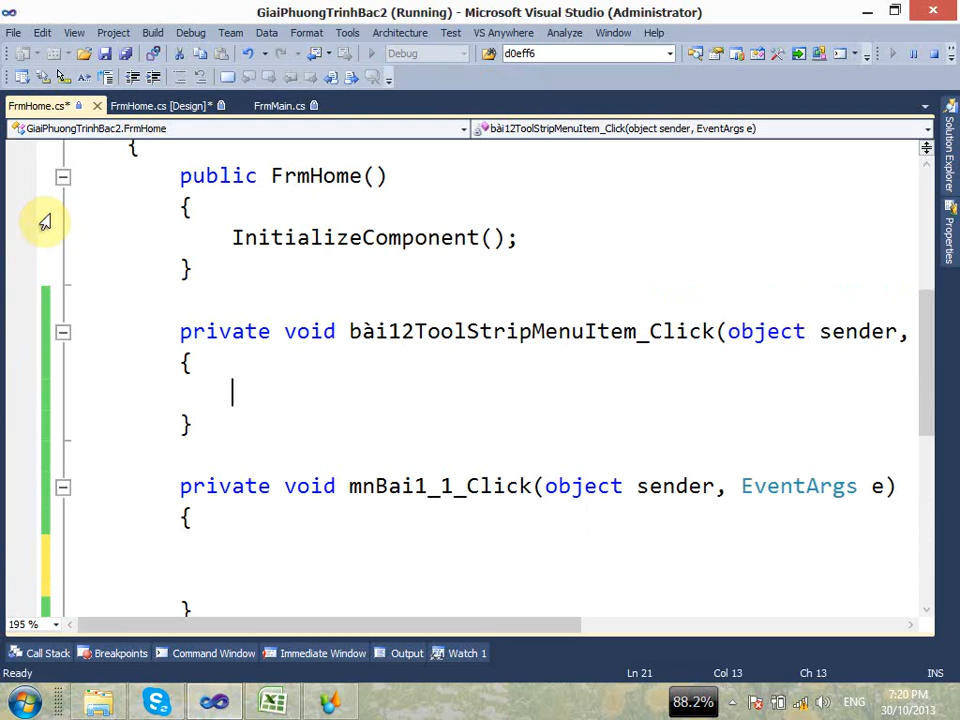 GiaiPhuongTrinhBac2 (Running) - Microsoft Visual Studio (Administrator)
File Edit View Project Build Debug Team Data Format Tools Architecture Test VS Anywhere Analyze Window Help
Debug d0eff6
FrmHome.cs* FrmHome.cs [Design]* FrmMain.cs
GiaiPhuongTrinhBac2.FrmHome bài12ToolStripMenuItem_Click(object sender, EventArgs e)
Solution Explorer
Properties
{
public FrmHome()
{
InitializeComponent();
}
private void bài12ToolStripMenuItem_Click(object sender,
{
}
private void mnBai1_1_Click(object sender, EventArgs e)
{
}
195 %
Call Stack Breakpoints Command Window Immediate Window Output Watch 1
Ready Ln 21 Col 13 Ch 13 INS
88.2% ENG 7:20 PM
30/10/2013